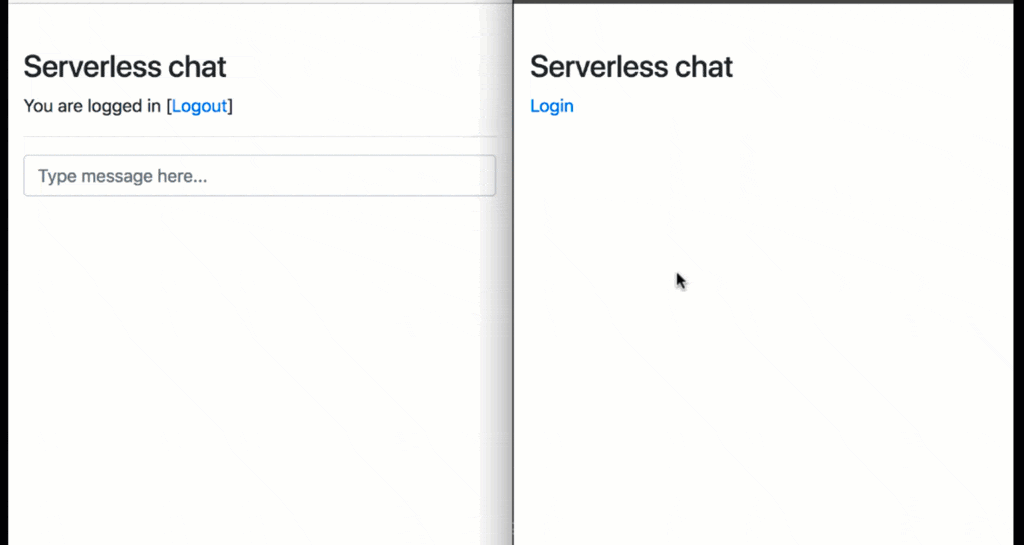 Serverless chat
You are logged in [Logout]
Type message here...
Serverless chat
Login